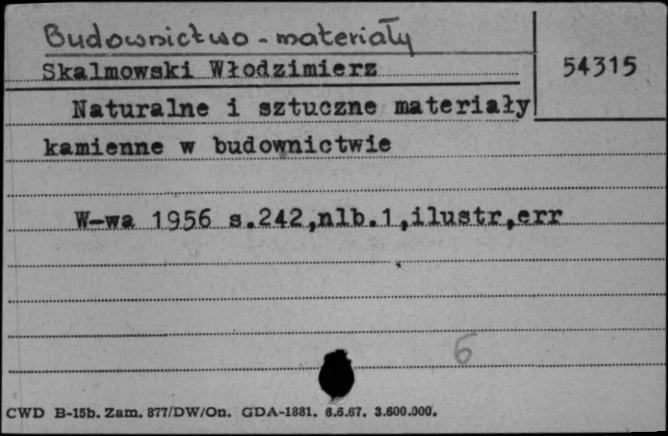 Budownictwo - materiały
Skalmowski Włodzimierz
54315
Naturalne i sztuczne materiały
kamienne w budownictwie
W-wa 1956 s.242,nlb.1,ilustr,err
6
CWD B-15b. Zam. 877/DW/On. GDA-1881. 6.6.67. 3.600.000.